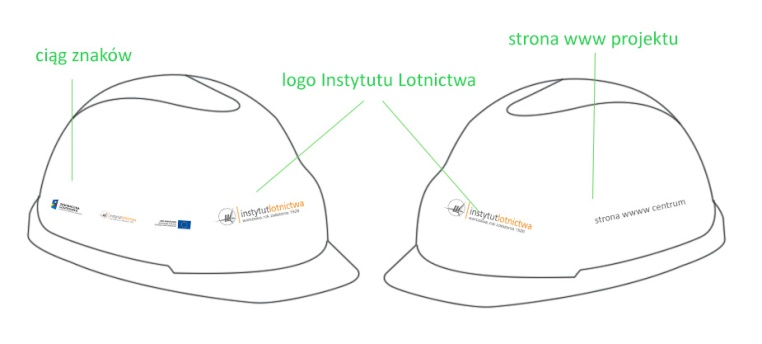 strona www projektu
ciąg znaków
logo Instytutu Lotnictwa
instytutlotnictwa
instytutlotnictwa
strona wwww centrum